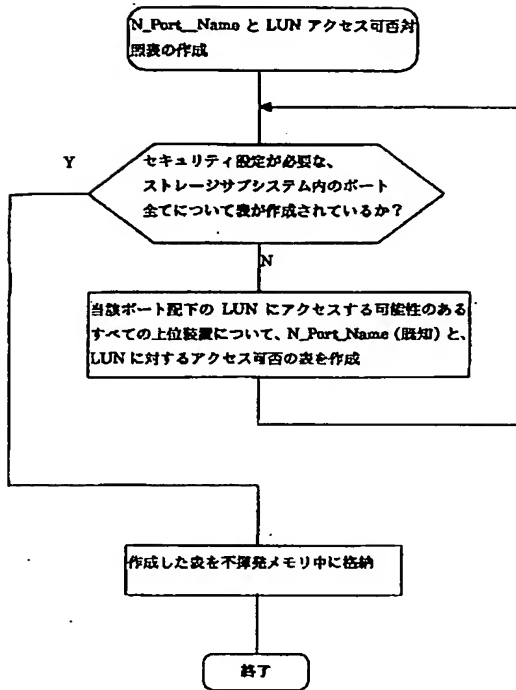 N_Port_Name と LUN アクセス可否対
照表の作成
Y
セキュリティ設定が必要な、
ストレージサブシステム内のポート
全てについて表が作成されているか？
N
当該ポート配下の LUN にアクセスする可能性のある
すべての上位装置について、N_Port_Name (既知) と、
LUN に対するアクセス可否の表を作成
作成した表を不揮発メモリ中に格納
終了